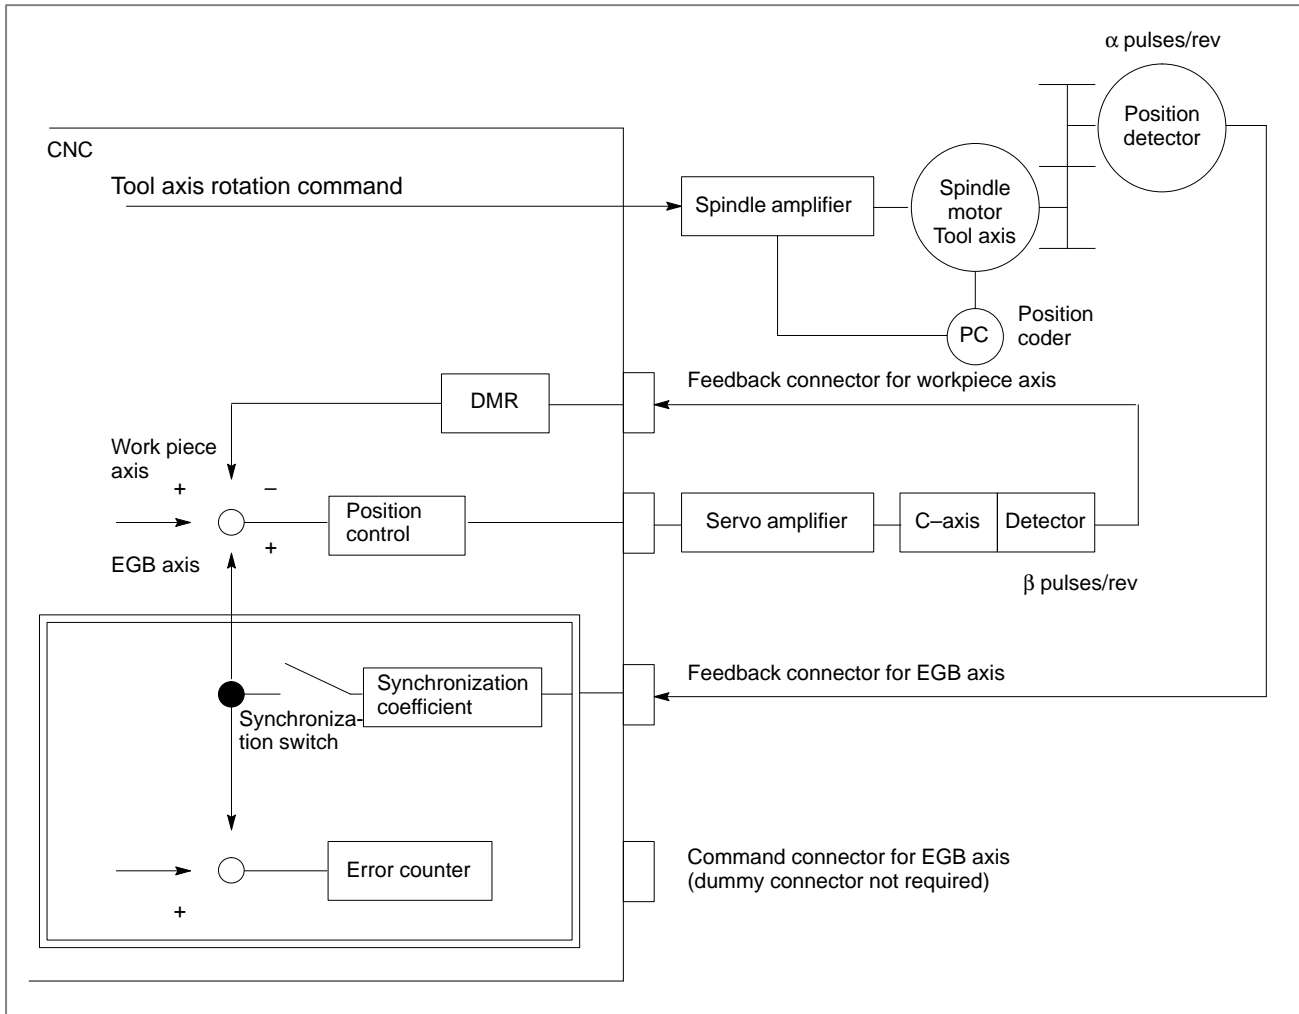 α pulses/rev
Position
detector
CNC
Tool axis rotation command
Spindle amplifier
Spindle
motor
Tool axis
PC
Position
coder
Feedback connector for workpiece axis
DMR
Work piece
axis
+
–
+
EGB axis
Position
control
Servo amplifier
C–axis
Detector
β pulses/rev
Feedback connector for EGB axis
Synchronization
coefficient
Synchroniza-
tion switch
Error counter
+
Command connector for EGB axis
(dummy connector not required)